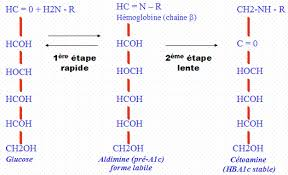 HC = O + H2N - R
HCOH
HOCH
HCOH
HCOH
CH2OH
Glucose
1ère étape
rapide
HC = N – R
Hémoglobine (chaîne β)
HCOH
HOCH
HCOH
HCOH
CH2OH
Aldimine (pré-A1c)
forme labile
2ème étape
lente
CH2-NH - R
C = 0
HOCH
HCOH
HCOH
CH2OH
Cétoamine
(HBA1c stable)